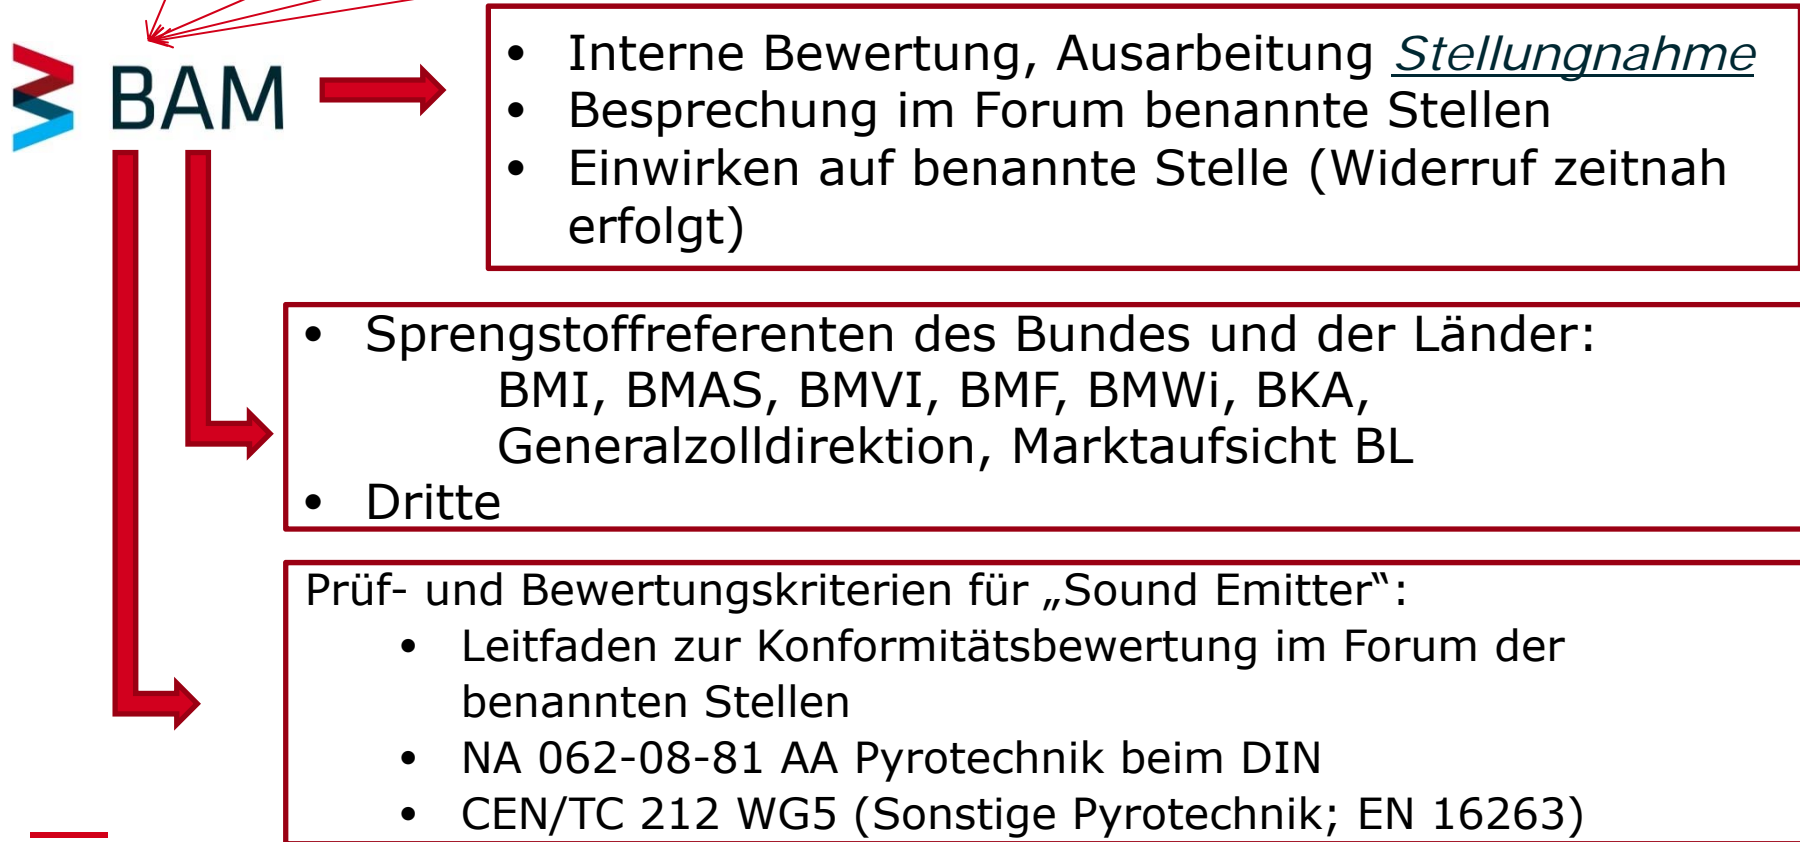 BAM
• Interne Bewertung, Ausarbeitung Stellungnahme
• Besprechung im Forum benannte Stellen
• Einwirken auf benannte Stelle (Widerruf zeitnah
erfolgt)
• Sprengstoffreferenten des Bundes und der Länder:
BMI, BMAS, BMVI, BMF, BMWi, BKA,
Generalzolldirektion, Marktaufsicht BL
• Dritte
Prüf- und Bewertungskriterien für „Sound Emitter“:
• Leitfaden zur Konformitätsbewertung im Forum der
benannten Stellen
• NA 062-08-81 AA Pyrotechnik beim DIN
• CEN/TC 212 WG5 (Sonstige Pyrotechnik; EN 16263)